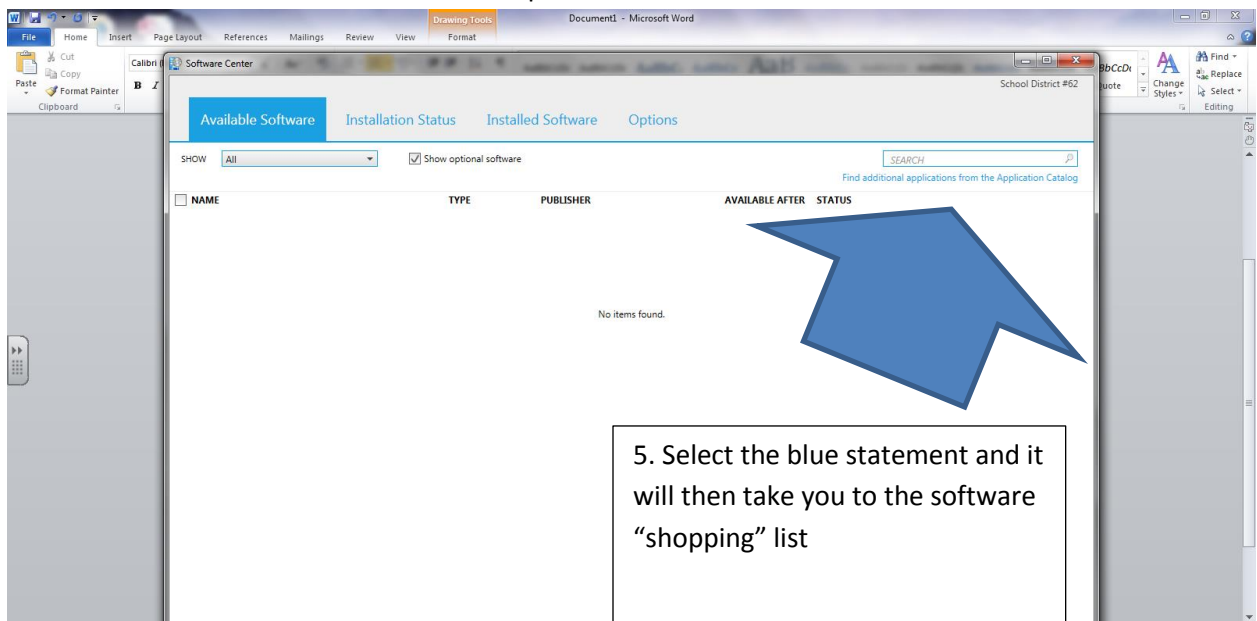 Drawing Tools
Document1 - Microsoft Word
File Home Insert Page Layout References Mailings Review View Format
Paste
Cut
Copy
Format Painter
Clipboard
Calibri
B I
Software Center
BbCcDc
Change Styles
Find
Replace
Select
Editing
School District #62
Available Software Installation Status Installed Software Options
SHOW All Show optional software SEARCH
Find additional applications from the Application Catalog
NAME TYPE PUBLISHER AVAILABLE AFTER STATUS
No items found.
5. Select the blue statement and it
will then take you to the software
“shopping” list